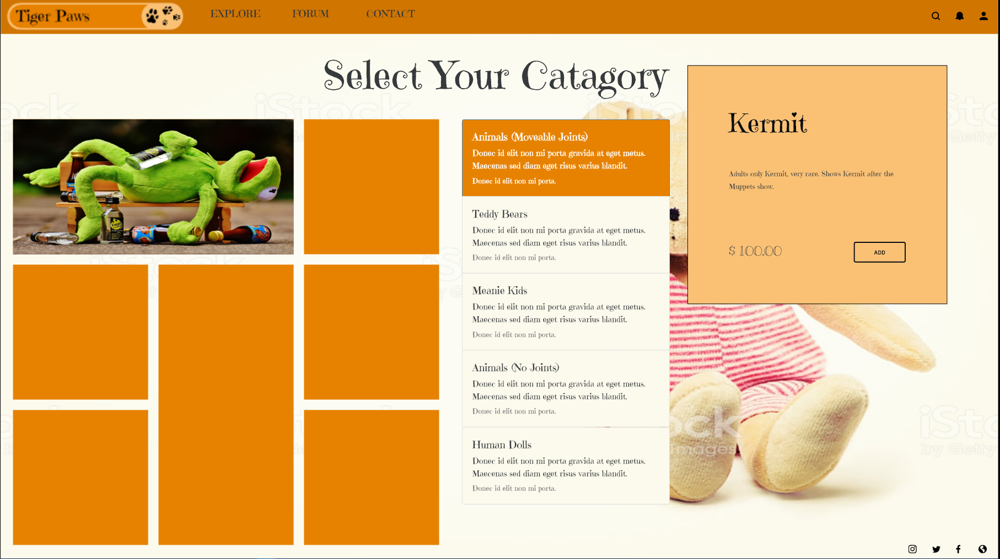 Tiger Paws
EXPLORE
FORUM
CONTACT
Select Your Catagory
Animals (Moveable Joints)
Donec id elit non mi porta gravida at eget metus.
Maecenas sed diam eget risus varius blandit.
Donec id elit non mi porta.
Teddy Bears
Donec id elit non mi porta gravida at eget metus.
Maecenas sed diam eget risus varius blandit.
Donec id elit non mi porta.
Meanie Kids
Donec id elit non mi porta gravida at eget metus.
Maecenas sed diam eget risus varius blandit.
Donec id elit non mi porta.
Animals (No Joints)
Donec id elit non mi porta gravida at eget metus.
Maecenas sed diam eget risus varius blandit.
Donec id elit non mi porta.
Human Dolls
Donec id elit non mi porta gravida at eget metus.
Maecenas sed diam eget risus varius blandit.
Donec id elit non mi porta.
Kermit
Adults only Kermit, very rare. Shows Kermit after the
Muppets show.
$ 100.00
ADD
iStock